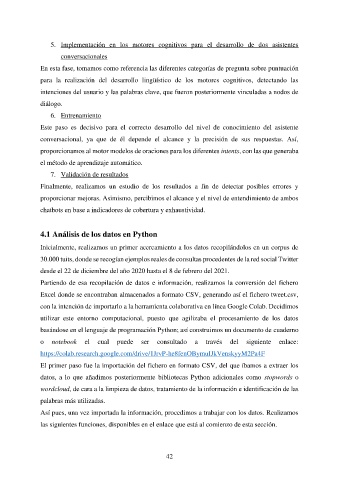 5. Implementación en los motores cognitivos para el desarrollo de dos asistentes
conversacionales
En esta fase, tomamos como referencia las diferentes categorías de pregunta sobre puntuación
para la realización del desarrollo lingüístico de los motores cognitivos, detectando las
intenciones del usuario y las palabras clave, que fueron posteriormente vinculadas a nodos de
diálogo.
6. Entrenamiento
Este paso es decisivo para el correcto desarrollo del nivel de conocimiento del asistente
conversacional, ya que de él depende el alcance y la precisión de sus respuestas. Así,
proporcionamos al motor modelos de oraciones para los diferentes intents, con las que generaba
el método de aprendizaje automático.
7. Validación de resultados
Finalmente, realizamos un estudio de los resultados a fin de detectar posibles errores y
proporcionar mejoras. Asimismo, percibimos el alcance y el nivel de entendimiento de ambos
chatbots en base a indicadores de cobertura y exhaustividad.
4.1 Análisis de los datos en Python
Inicialmente, realizamos un primer acercamiento a los datos recopilándolos en un corpus de
30.000 tuits, donde se recogían ejemplos reales de consultas procedentes de la red social Twitter
desde el 22 de diciembre del año 2020 hasta el 8 de febrero del 2021.
Partiendo de esa recopilación de datos e información, realizamos la conversión del fichero
Excel donde se encontraban almacenados a formato CSV, generando así el fichero tweet.csv,
con la intención de importarlo a la herramienta colaborativa en línea Google Colab. Decidimos
utilizar este entorno computacional, puesto que agilizaba el procesamiento de los datos
basándose en el lenguaje de programación Python; así construimos un documento de cuaderno
o notebook el cual puede ser consultado a través del siguiente enlace:
El primer paso fue la importación del fichero en formato CSV, del que íbamos a extraer los
datos, a lo que añadimos posteriormente bibliotecas Python adicionales como stopwords o
wordcloud, de cara a la limpieza de datos, tratamiento de la información e identificación de las
palabras más utilizadas.
Así pues, una vez importada la información, procedimos a trabajar con los datos. Realizamos
las siguientes funciones, disponibles en el enlace que está al comienzo de esta sección.
42